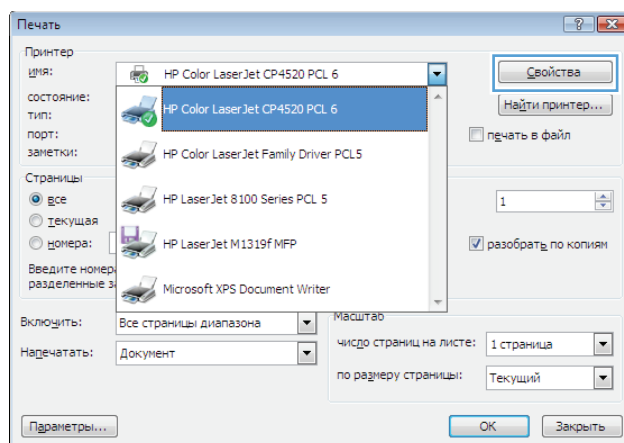 Печать
Принтер
имя:
HP Color LaserJet CP4520 PCL 6
Свойства
состояние:
HP Color LaserJet CP4520 PCL 6
Найти принтер...
тип:
порт:
HP Color LaserJet Family Driver PCL5
печать в файл
заметки:
Страницы
все
HP LaserJet 8100 Series PCL 5
1
текущая
номера:
HP LaserJet M1319f MFP
разобрать по копиям
Введите номер
разделенные з
Microsoft XPS Document Writer
Включить:
Все страницы диапазона
Масштаб
число страниц на листе:
1 страница
Напечатать:
Документ
по размеру страницы:
Текущий
Параметры...
OK
Закрыть